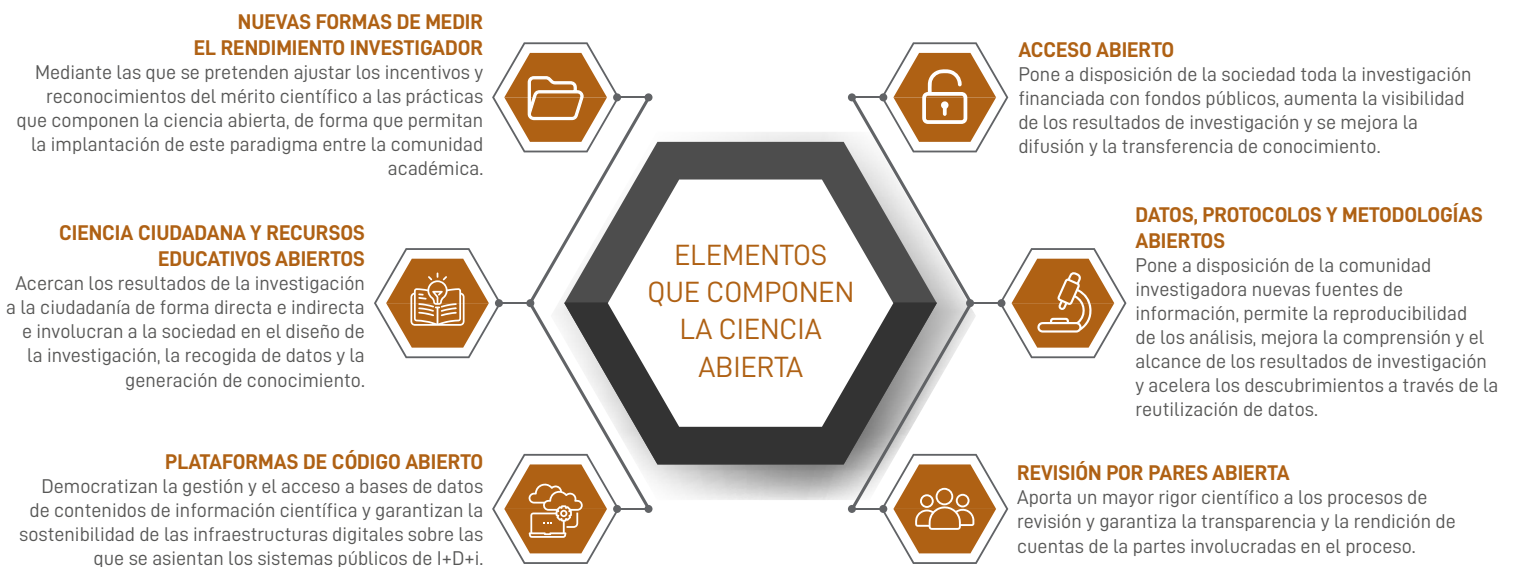 NUEVAS FORMAS DE MEDIR
EL RENDIMIENTO INVESTIGADOR
Mediante las que se pretenden ajustar los incentivos y
reconocimientos del mérito científico a las prácticas
que componen la ciencia abierta, de forma que permitan
la implantación de este paradigma entre la comunidad
académica.
CIENCIA CIUDADANA Y RECURSOS
EDUCATIVOS ABIERTOS
Acercan los resultados de la investigación
a la ciudadanía de forma directa e indirecta
e involucran a la sociedad en el diseño de
la investigación, la recogida de datos y la
generación de conocimiento.
PLATAFORMAS DE CÓDIGO ABIERTO
Democratizan la gestión y el acceso a bases de datos
de contenidos de información científica y garantizan la
sostenibilidad de las infraestructuras digitales sobre las
que se asientan los sistemas públicos de I+D+i.
ELEMENTOS
QUE COMPONEN
LA CIENCIA
ABIERTA
ACCESO ABIERTO
Pone a disposición de la sociedad toda la investigación
financiada con fondos públicos, aumenta la visibilidad
de los resultados de investigación y se mejora la
difusión y la transferencia de conocimiento.
DATOS, PROTOCOLOS Y METODOLOGÍAS
ABIERTOS
Pone a disposición de la comunidad
investigadora nuevas fuentes de
información, permite la reproducibilidad
de los análisis, mejora la comprensión y el
alcance de los resultados de investigación
y acelera los descubrimientos a través de la
reutilización de datos.
REVISIÓN POR PARES ABIERTA
Aporta un mayor rigor científico a los procesos de
revisión y garantiza la transparencia y la rendición de
cuentas de la partes involucradas en el proceso.